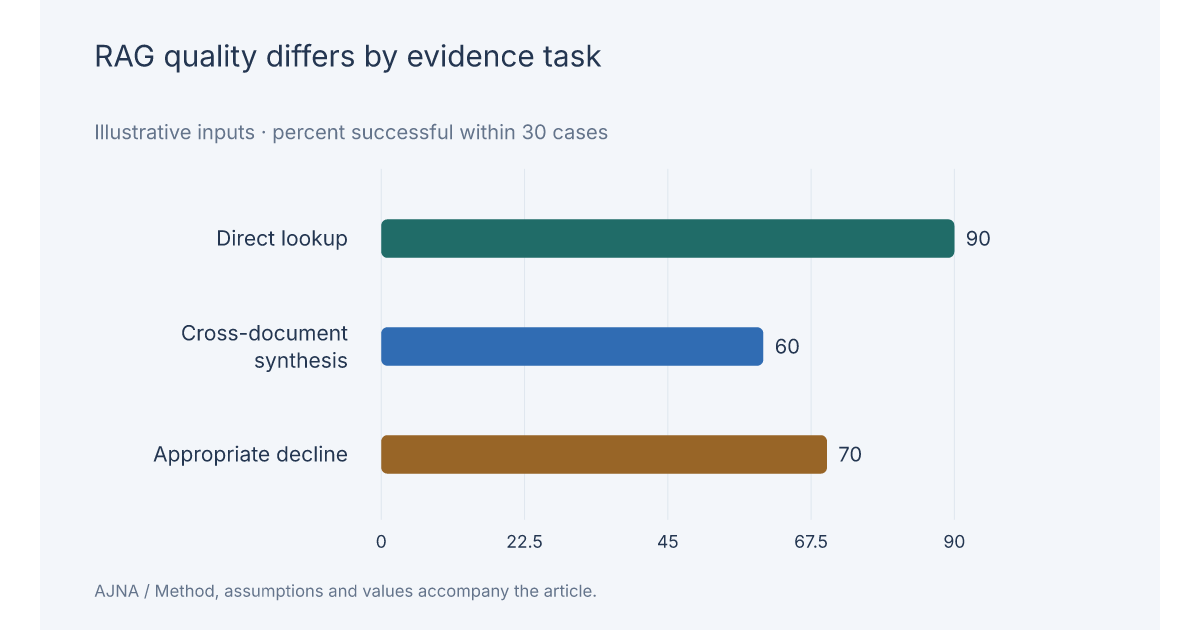 RAG quality differs by evidence task
Illustrative inputs · percent successful within 30 cases
Direct lookup
90
Cross-document
synthesis
60
Appropriate decline
70
0
22.5
45
67.5
90
AJNA / Method, assumptions and values accompany the article.